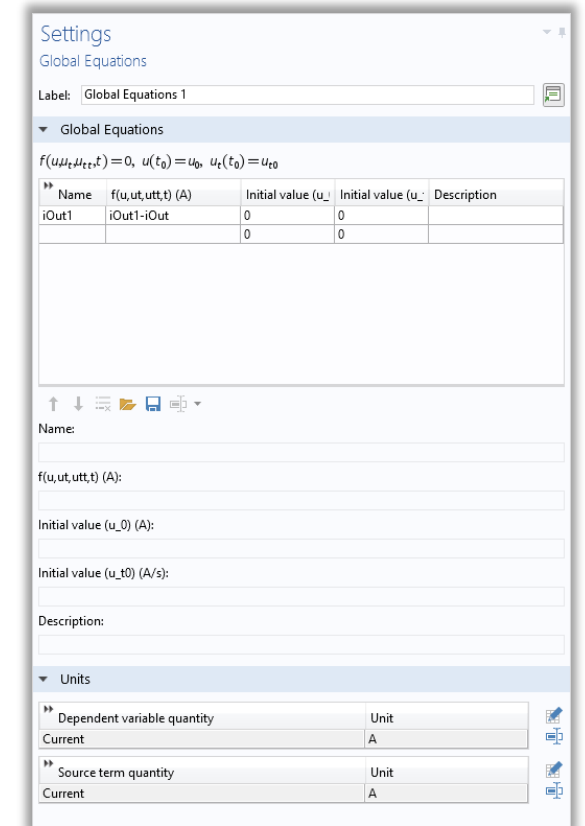 Settings
Global Equations
Label: Global Equations 1
Global Equations
f(u,uₜ,uₜₜ,t)=0, u(t₀)=u₀, uₜ(t₀)=uₜ₀
Name f(u,ut,utt,t) (A) Initial value (u_ Initial value (u_ Description
iOut1 iOut1-iOut 0 0
0 0
Name:
f(u,ut,utt,t) (A):
Initial value (u_0) (A):
Initial value (u_t0) (A/s):
Description:
Units
Dependent variable quantity Unit
Current A
Source term quantity Unit
Current A